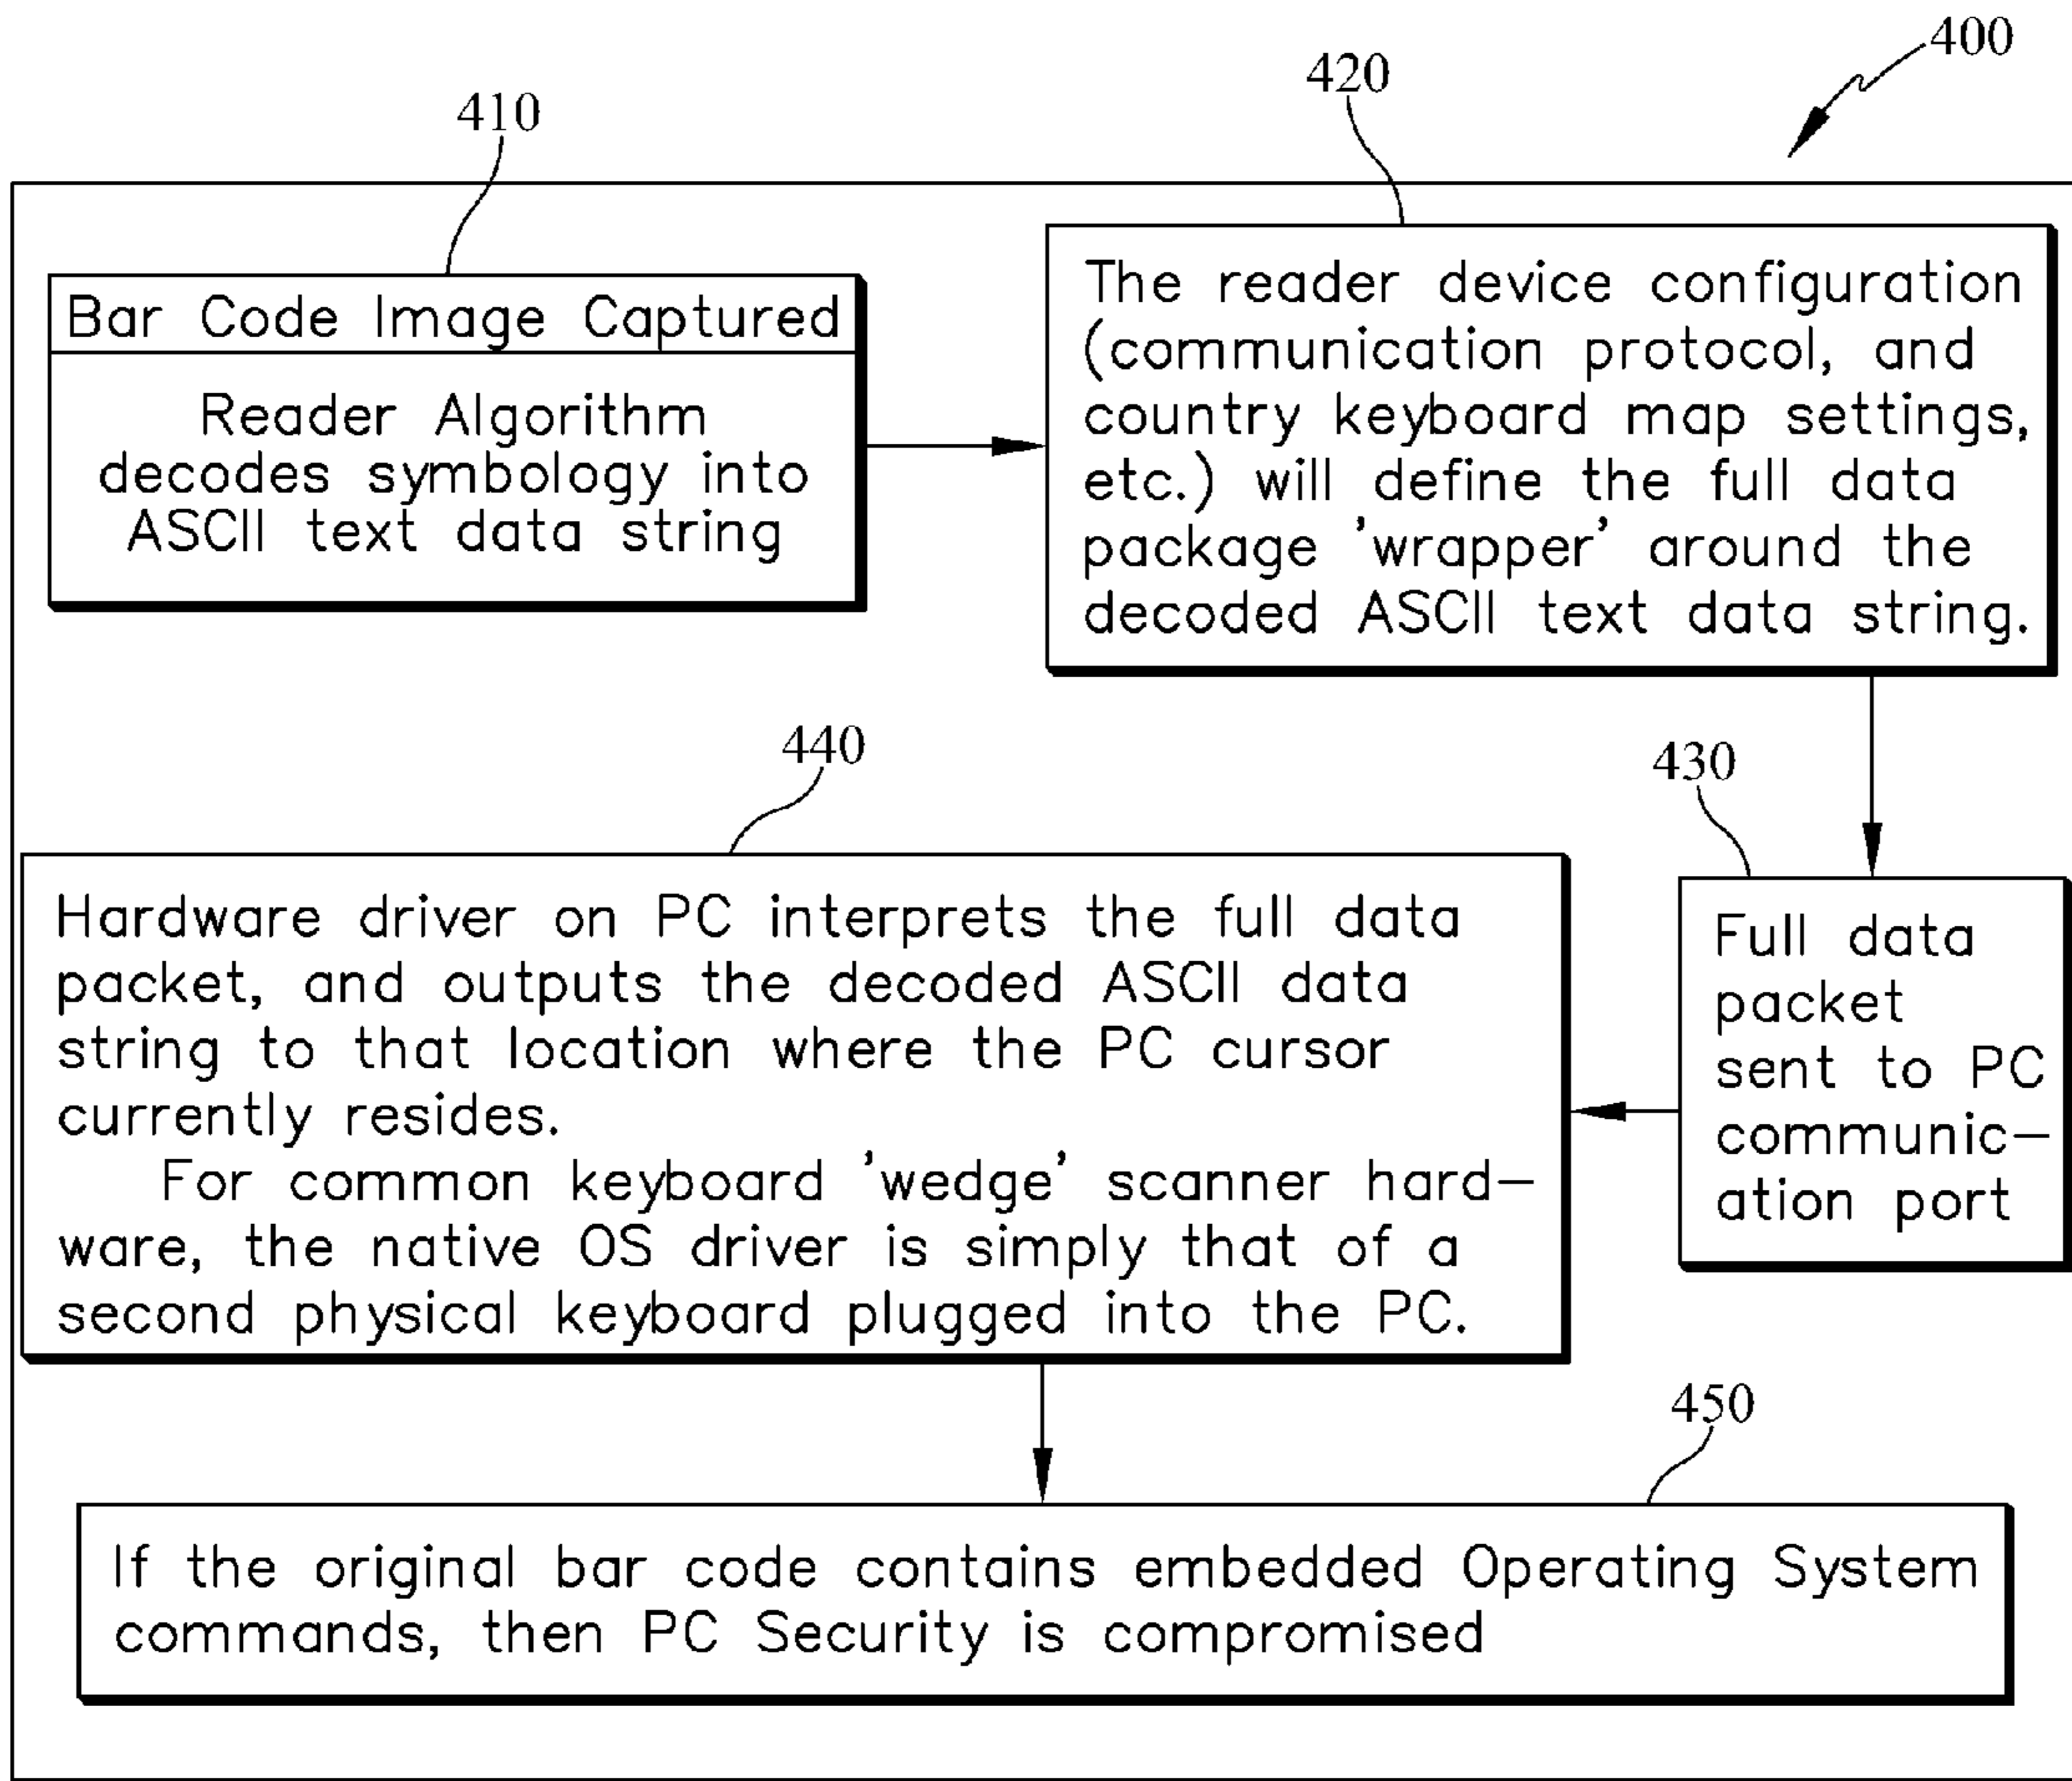 400
410
420
Bar Code Image Captured
Reader Algorithm
decodes symbology into
ASCII text data string
The reader device configuration
(communication protocol, and
country keyboard map settings,
etc.) will define the full data
package 'wrapper' around the
decoded ASCII text data string.
430
Full data
packet
sent to PC
communic-
ation port
440
Hardware driver on PC interprets the full data
packet, and outputs the decoded ASCII data
string to that location where the PC cursor
currently resides.
For common keyboard 'wedge' scanner hard-
ware, the native OS driver is simply that of a
second physical keyboard plugged into the PC.
450
If the original bar code contains embedded Operating System
commands, then PC Security is compromised